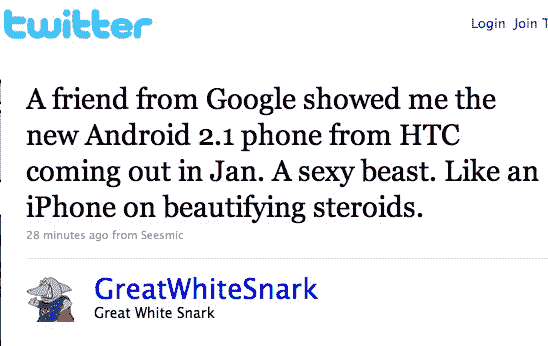 twitter
Login Join T
A friend from Google showed me the
new Android 2.1 phone from HTC
coming out in Jan. A sexy beast. Like an
iPhone on beautifying steroids.
28 minutes ago from Seesmic
GreatWhiteSnark
Great White Snark